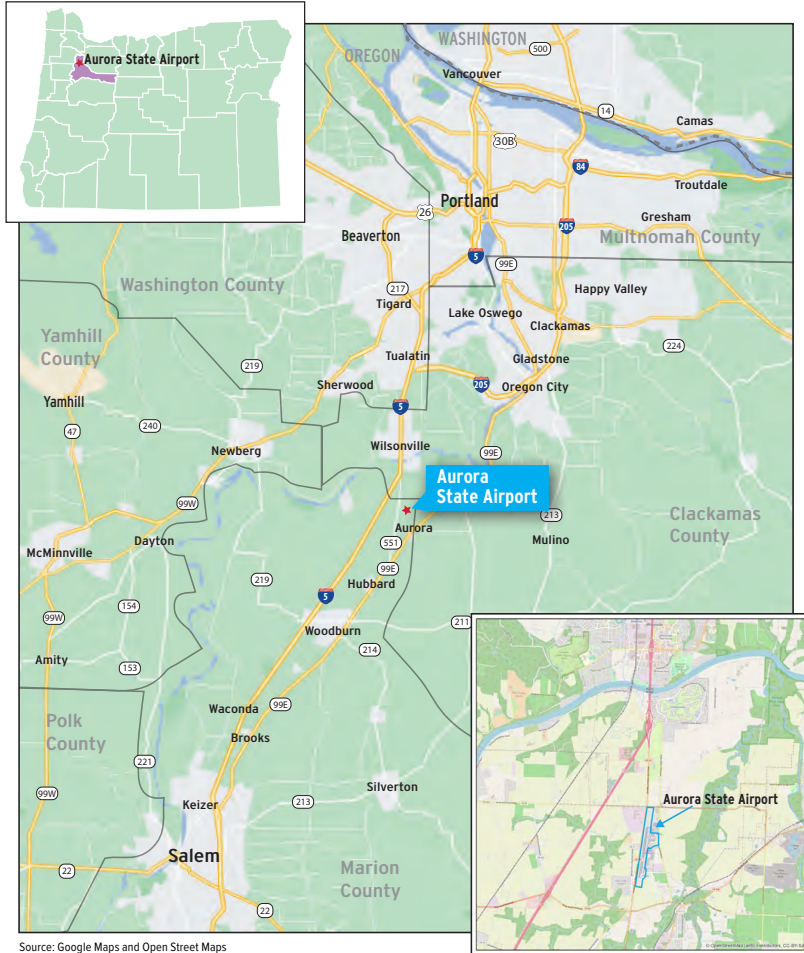 Aurora State Airport
WASHINGTON
OREGON
500
Vancouver
14
Camas
30B
84
Troutdale
Portland
26
Gresham
205
Beaverton
Multnomah County
5
99E
Washington County
217
Happy Valley
Tigard
Lake Oswego
Clackamas
Yamhill
County
Tualatin
Gladstone
224
219
Sherwood
205
Oregon City
Yamhill
5
240
47
Wilsonville
Newberg
99E
Aurora
State Airport
99W
213
Clackamas
County
Aurora
Dayton
551
Mulino
McMinnville
99E
219
Hubbard
154
5
99W
Woodburn
211
214
Amity
153
Waconda
99E
Polk
County
Brooks
221
99W
Silverton
Aurora State Airport
Keizer
213
Salem
22
Marion
County
22
Source: Google Maps and Open Street Maps